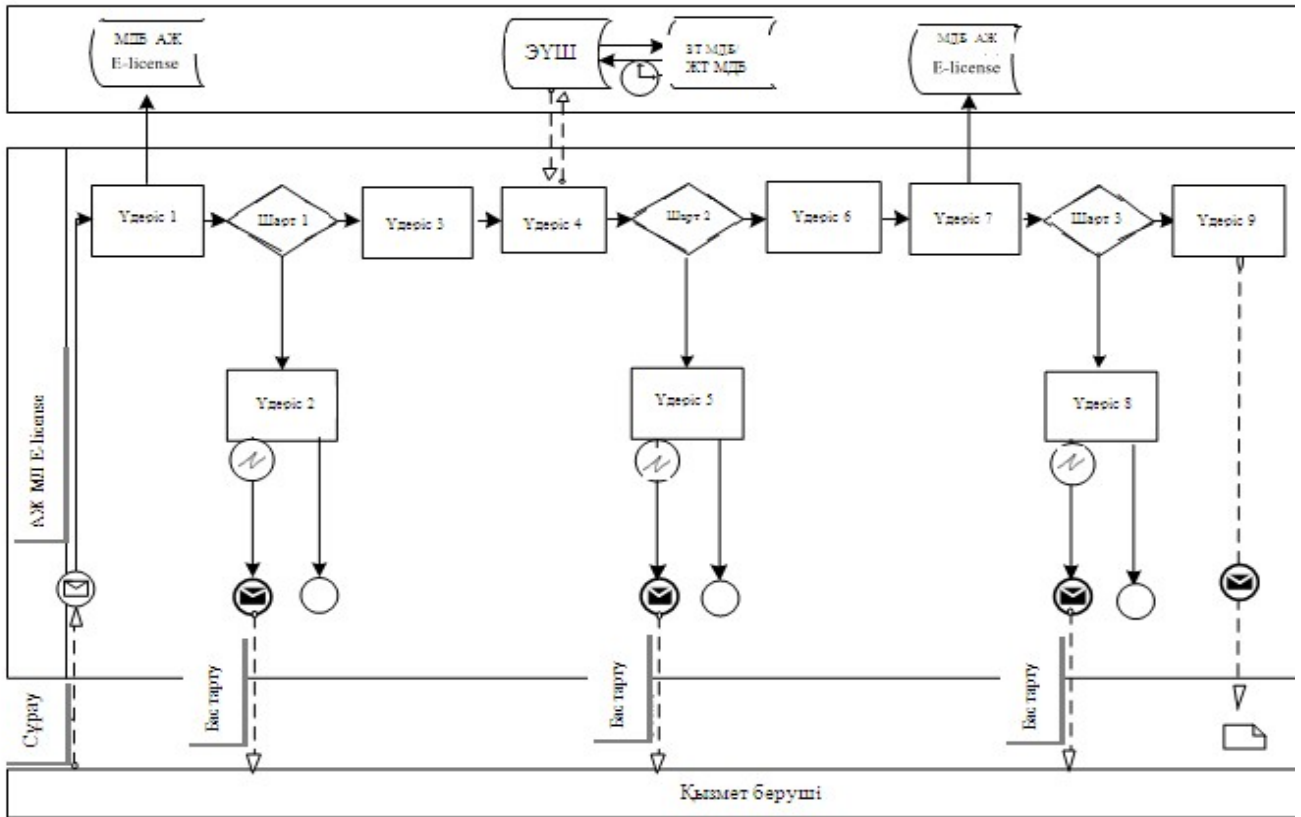 МДБ АЖ
E-license
ЭҮШ
ЗТ МДБ/
ЖТ МДБ
МДБ АЖ
E-license
Үдеріс 1
Шарт 1
Үдеріс 3
Үдеріс 4
Шарт 2
Үдеріс 6
Үдеріс 7
Шарт 3
Үдеріс 9
Үдеріс 2
Үдеріс 5
Үдеріс 8
АЖ МЛ E-license
Сұрау
Бас тарту
Бас тарту
Бас тарту
Қызмет беруші